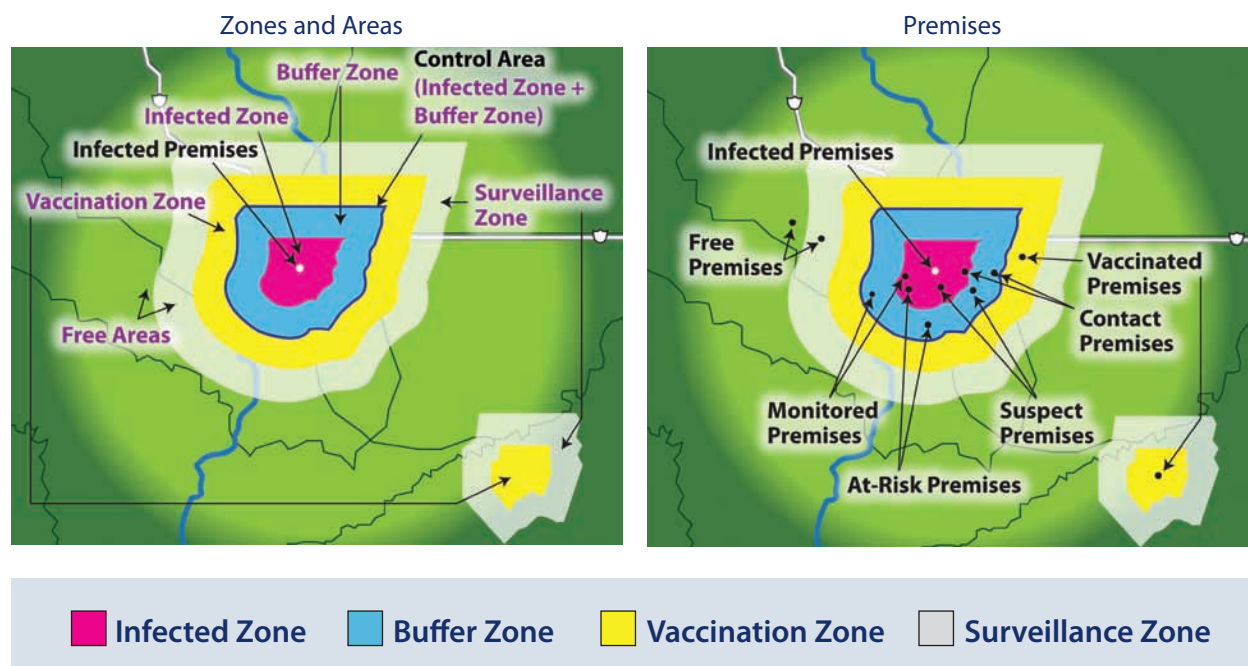 Zones and Areas
Buffer Zone
Control Area
(Infected Zone +
Buffer Zone)
Infected Zone
Infected Premises
Vaccination Zone
Surveillance
Zone
Free Areas
Premises
Infected Premises
Free
Premises
Vaccinated
Premises
Contact
Premises
Monitored
Premises
Suspect
Premises
At-Risk Premises
Infected Zone
Buffer Zone
Vaccination Zone
Surveillance Zone